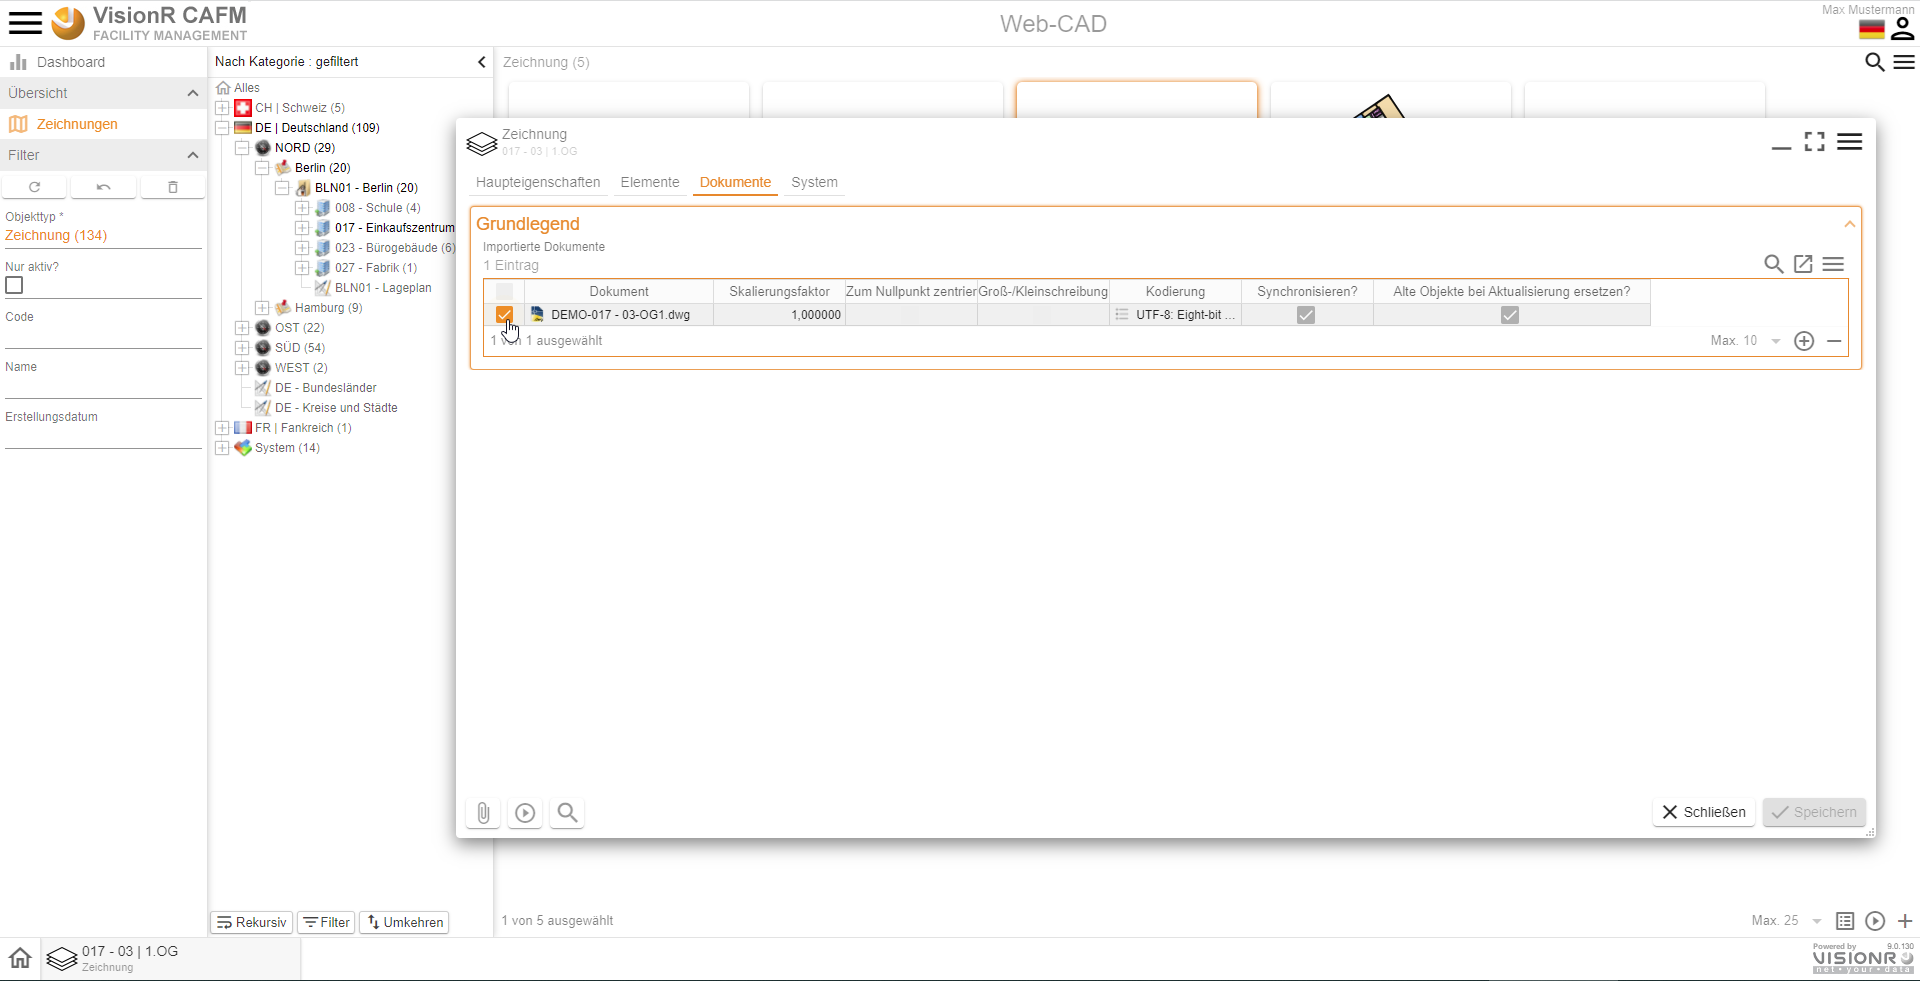 VisionR CAFM
FACILITY MANAGEMENT
Web-CAD
Max Mustermann
Dashboard
Übersicht
Zeichnungen
Filter
Objekttyp *
Zeichnung (134)
Nur aktiv?
Code
Name
Erstellungsdatum
Nach Kategorie : gefiltert
Alles
CH | Schweiz (5)
DE | Deutschland (109)
NORD (29)
Berlin (20)
BLN01 - Berlin (20)
008 - Schule (4)
017 - Einkaufszentrum
023 - Bürogebäude (6)
027 - Fabrik (1)
BLN01 - Lageplan
Hamburg (9)
OST (22)
SÜD (54)
WEST (2)
DE - Bundesländer
DE - Kreise und Städte
FR | Fankreich (1)
System (14)
Rekursiv
Filter
Umkehren
Zeichnung (5)
Zeichnung
017 - 03 | 1.OG
Haupteigenschaften
Elemente
Dokumente
System
Grundlegend
Importierte Dokumente
1 Eintrag
Dokument
Skalierungsfaktor
Zum Nullpunkt zentrier
Groß-/Kleinschreibung
Kodierung
Synchronisieren?
Alte Objekte bei Aktualisierung ersetzen?
DEMO-017 - 03-OG1.dwg
1,000000
UTF-8: Eight-bit ...
1 von 1 ausgewählt
Max. 10
Schließen
Speichern
1 von 5 ausgewählt
Max. 25
017 - 03 | 1.OG
Zeichnung
Powered by
9.0.130
VISIONR
net • your • data